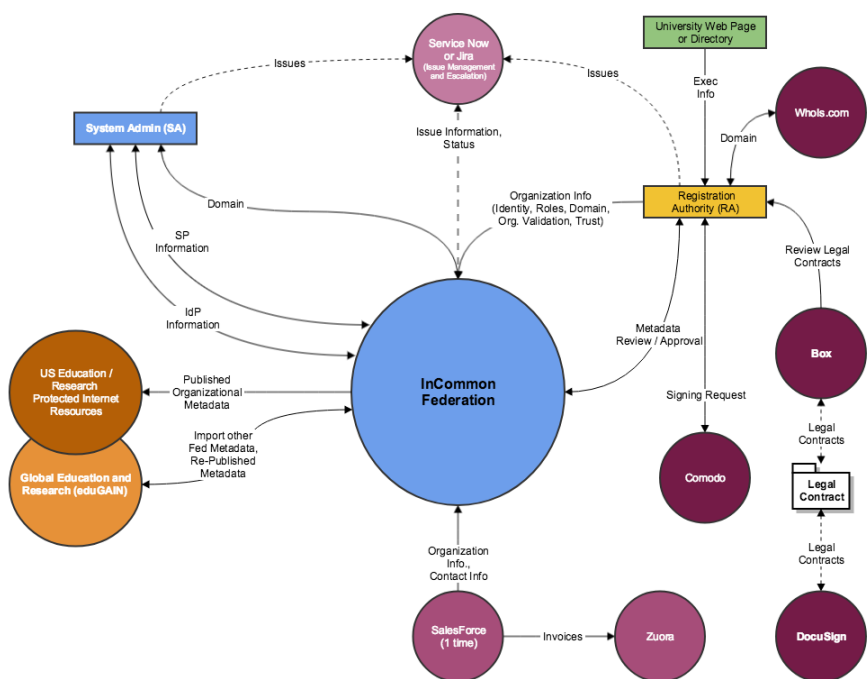 Service Now
or Jira
(Issue Management
and Escalation)
University Web Page
or Directory
Issues
Issues
Exec
Info
WhoIs.com
System Admin (SA)
Issue Information,
Status
Domain
Domain
Organization Info
(Identity, Roles, Domain,
Org. Validation, Trust)
Registration
Authority (RA)
SP
Information
Review Legal
Contracts
IdP
Information
Metadata
Review / Approval
US Education /
Research
Protected Internet
Resources
Published
Organizational
Metadata
InCommon
Federation
Box
Signing Request
Import other
Fed Metadata,
Re-Published
Metadata
Legal
Contracts
Global Education and
Research (eduGAIN)
Comodo
Legal
Contract
Organization
Info.,
Contact Info
Legal
Contracts
SalesForce
(1 time)
Invoices
Zuora
DocuSign